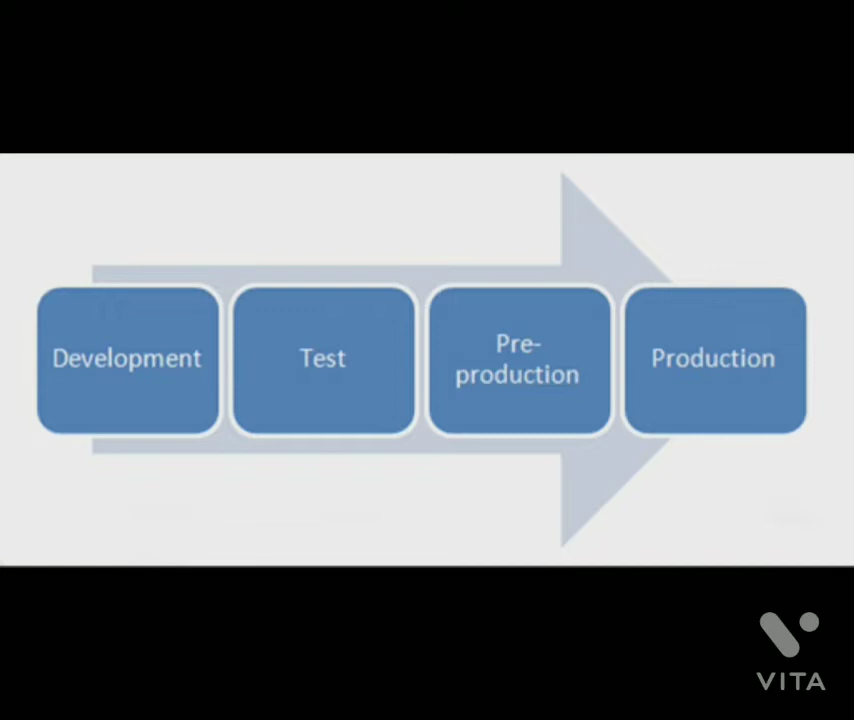 Development
Test
Pre-
production
Production
VITA